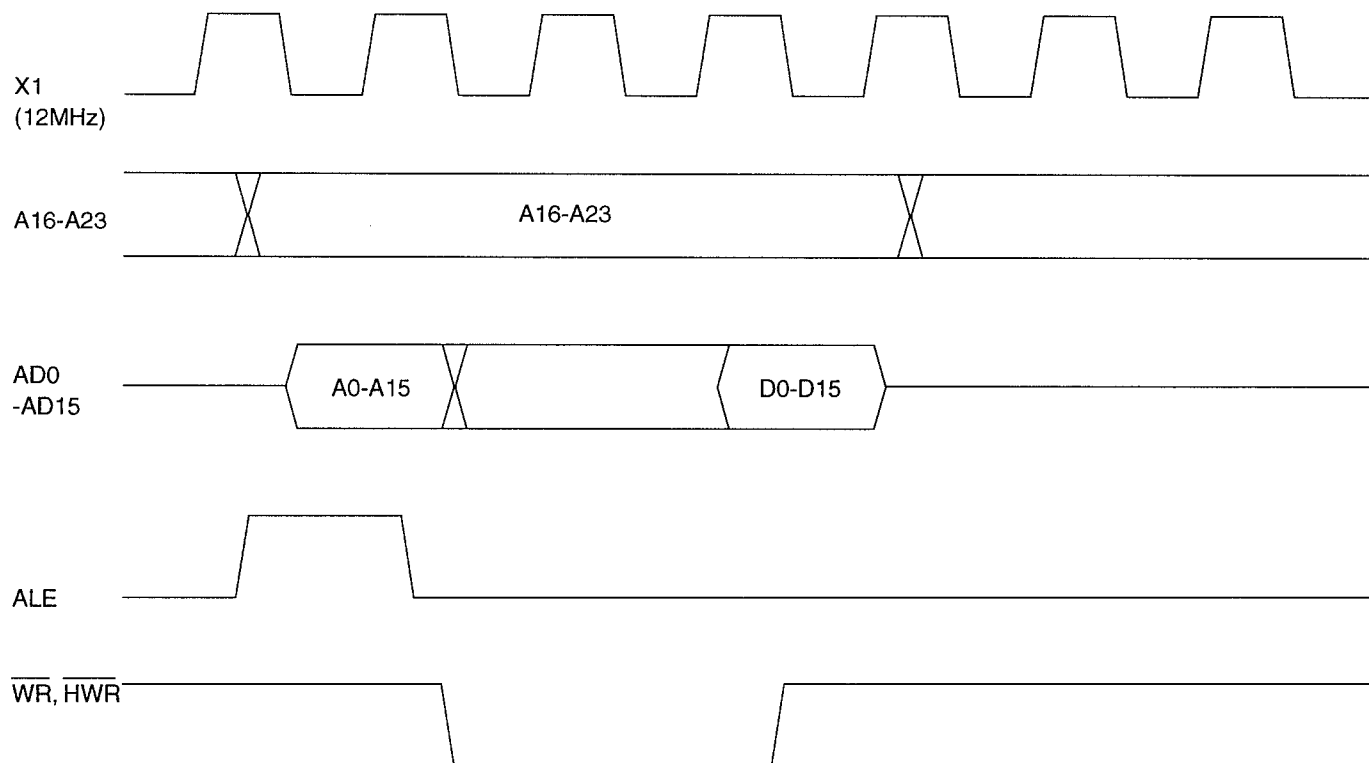 X1
(12MHz)
A16-A23
A16-A23
AD0
-AD15
A0-A15
D0-D15
ALE
WR, HWR